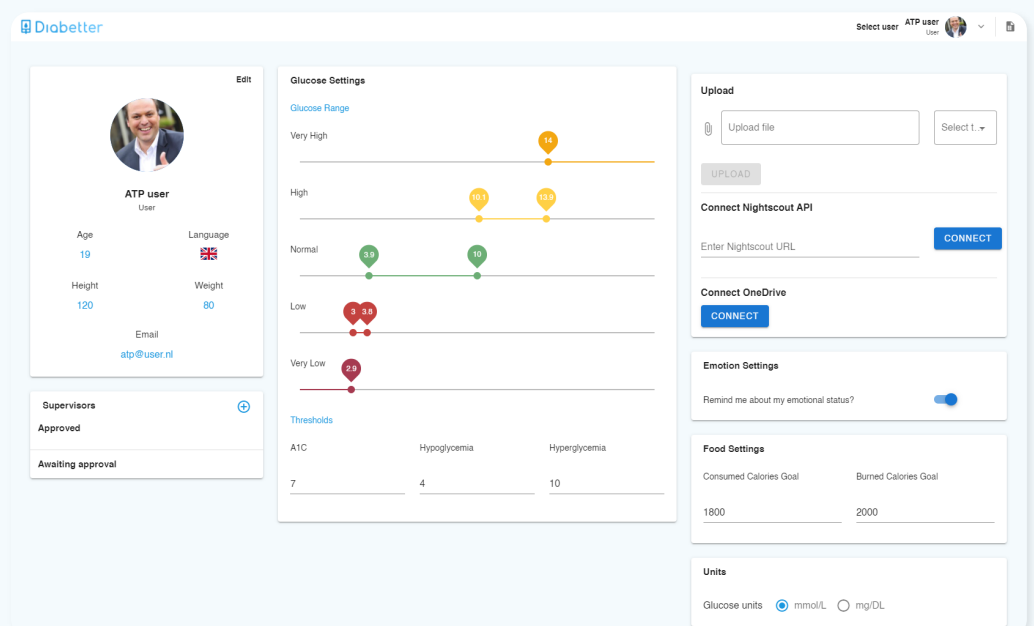 Diabetter
Select user
ATP user
User
Edit
ATP user
User
Age
Language
19
Height
Weight
120
80
Email
atp@user.nl
Supervisors
Approved
Awaiting approval
Glucose Settings
Glucose Range
Very High
14
High
10.1
13.9
Normal
3.9
10
Low
3
3.8
Very Low
2.9
Thresholds
A1C
Hypoglycemia
Hyperglycemia
7
4
10
Upload
Upload file
Select t..
UPLOAD
Connect Nightscout API
Enter Nightscout URL
CONNECT
Connect OneDrive
CONNECT
Emotion Settings
Remind me about my emotional status?
Food Settings
Consumed Calories Goal
Burned Calories Goal
1800
2000
Units
Glucose units
mmol/L
mg/DL